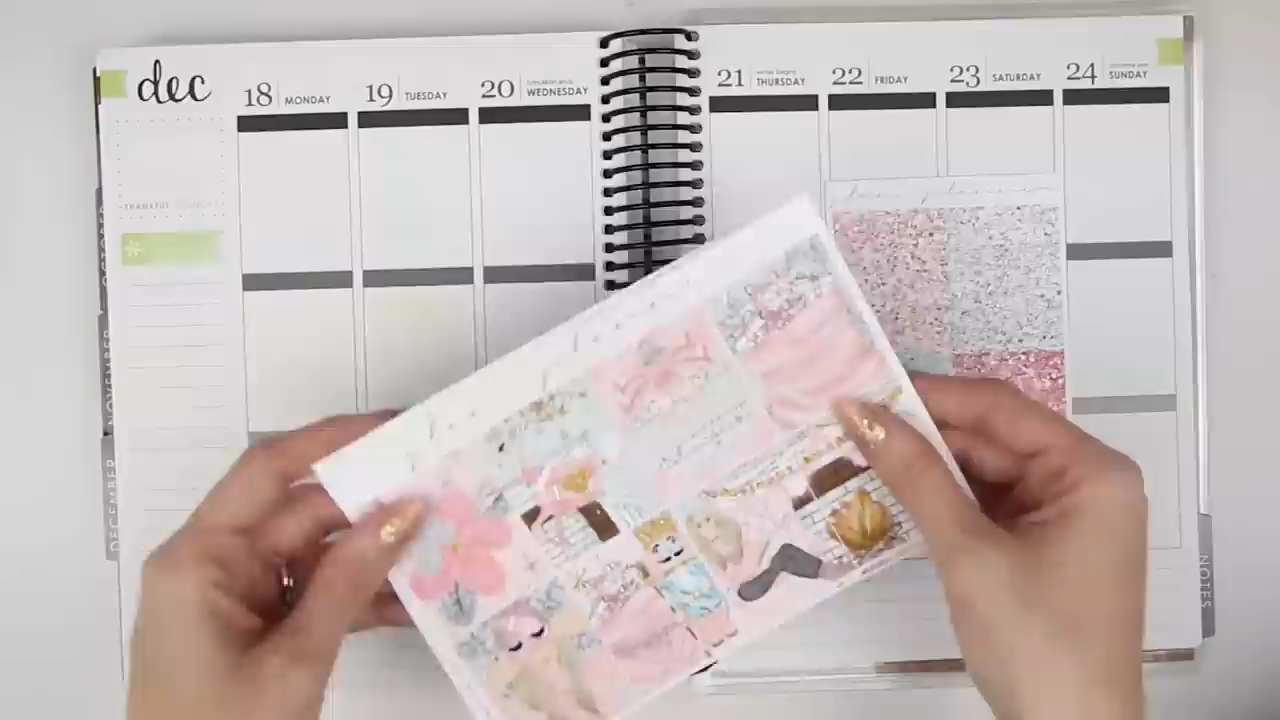 dec
18 MONDAY
19 TUESDAY
20 WEDNESDAY
21 THURSDAY
22 FRIDAY
23 SATURDAY
24 SUNDAY
THANKFUL
OCTOBER
NOVEMBER
DECEMBER
NOTES